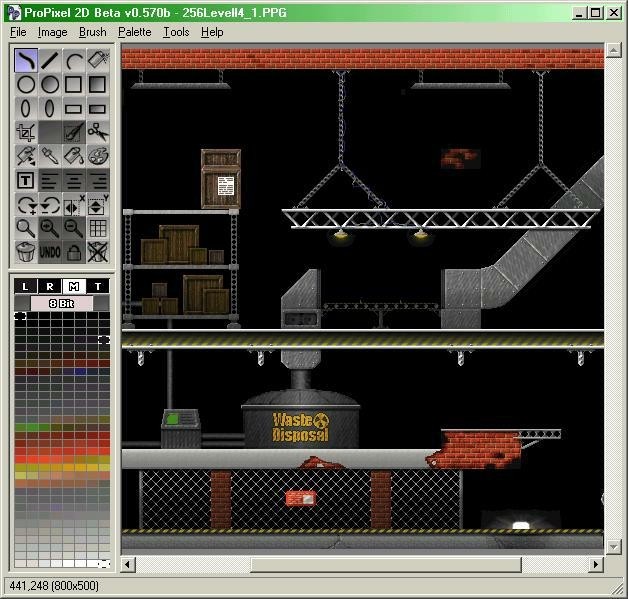 ProPixel 2D Beta v0.570b - 256Level4_1.PPG
File Image Brush Palette Tools Help
T
X Y
UNDO
L R M T
8 Bit
Waste
Disposal
441,248 (800x500)